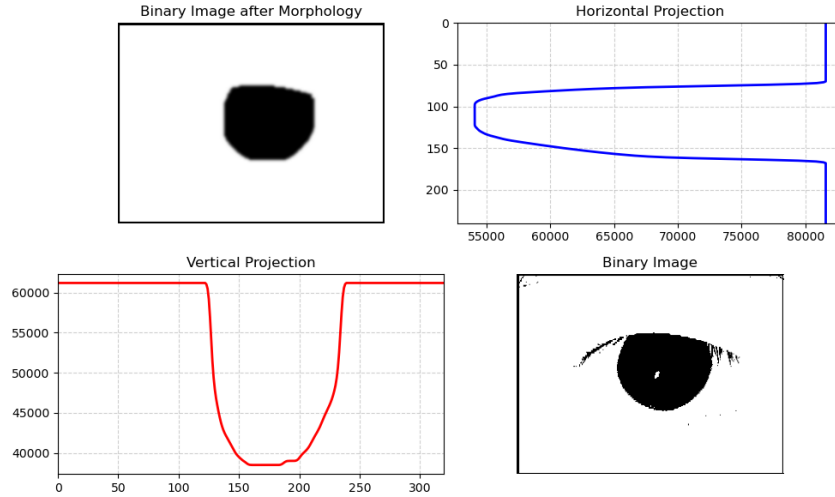 Binary Image after Morphology
Horizontal Projection
0
50
100
150
200
55000 60000 65000 70000 75000 80000
Vertical Projection
60000
55000
50000
45000
40000
0 50 100 150 200 250 300
Binary Image